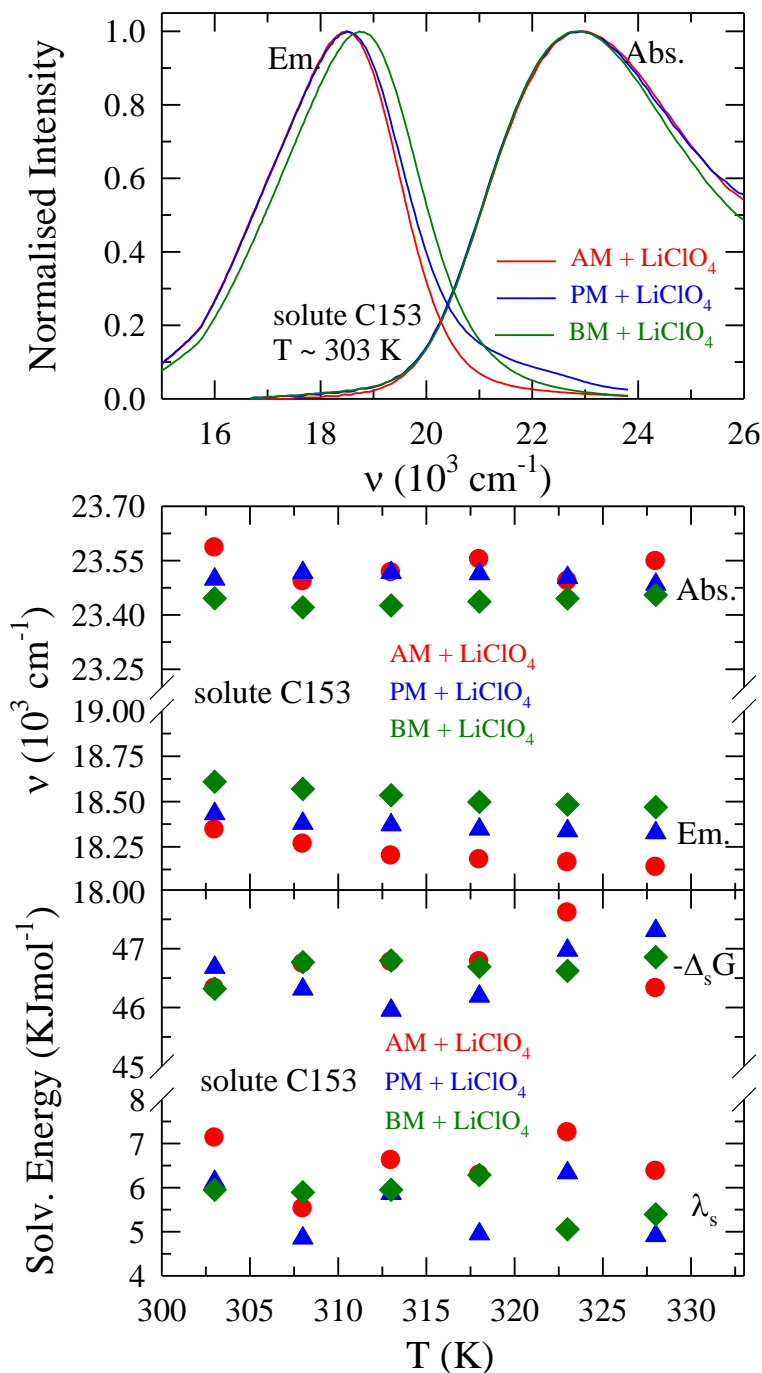 1.0
0.8
0.6
0.4
0.2
0.0
Normalised Intensity
Em.
Abs.
AM + LiClO₄
PM + LiClO₄
BM + LiClO₄
solute C153
T ~ 303 K
16 18 20 22 24 26
ν (10³ cm⁻¹)
23.70
23.55
23.40
23.25
19.00
18.75
18.50
18.25
18.00
ν (10³ cm⁻¹)
Abs.
AM + LiClO₄
PM + LiClO₄
BM + LiClO₄
solute C153
Em.
47
46
45
8
7
6
5
4
Solv. Energy (KJmol⁻¹)
-ΔₛG
AM + LiClO₄
PM + LiClO₄
BM + LiClO₄
solute C153
λₛ
300 305 310 315 320 325 330
T (K)